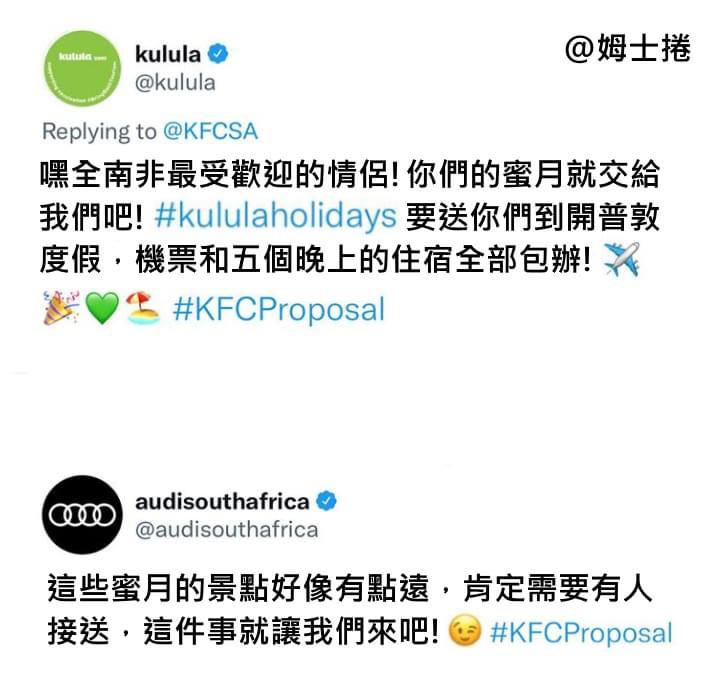 kulula
@kulula
@姆士捲
Replying to @KFCSA
嘿全南非最受歡迎的情侶! 你們的蜜月就交給
我們吧! #kululaholidays 要送你們到開普敦
度假，機票和五個晚上的住宿全部包辦! ✈️
🎉💚🏖️ #KFCProposal
audisouthafrica
@audisouthafrica
這些蜜月的景點好像有點遠，肯定需要有人
接送，這件事就讓我們來吧! 😉 #KFCProposal